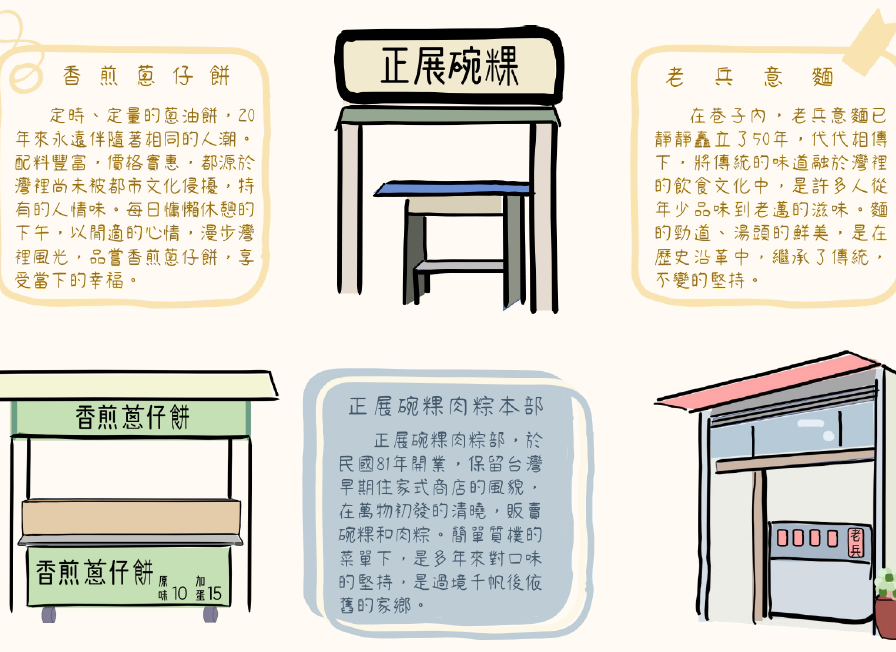 香煎蔥仔餅
定時、定量的蔥油餅，20
年來永遠伴隨著相同的人潮。
配料豐富，價格實惠，都源於
灣裡尚未被都市文化侵擾，特
有的人情味。每日慵懶休憩的
下午，以閒適的心情，漫步灣
裡風光，品嘗香煎蔥仔餅，享
受當下的幸福。
正展碗粿
老兵意麵
在巷子內，老兵意麵已
靜靜矗立了50年，代代相傳
下，將傳統的味道融於灣裡
的飲食文化中，是許多人從
年少品味到老邁的滋味。麵
的勁道、湯頭的鮮美，是在
歷史沿革中，繼承了傳統，
不變的堅持。
香煎蔥仔餅
香煎蔥仔餅 原味10 加蛋15
正展碗粿肉粽本部
正展碗粿肉粽部，於
民國81年開業，保留台灣
早期住家式商店的風貌，
在萬物初發的清曉，販賣
碗粿和肉粽。簡單質樸的
菜單下，是多年來對口味
的堅持，是過境千帆後依
舊的家鄉。
老兵